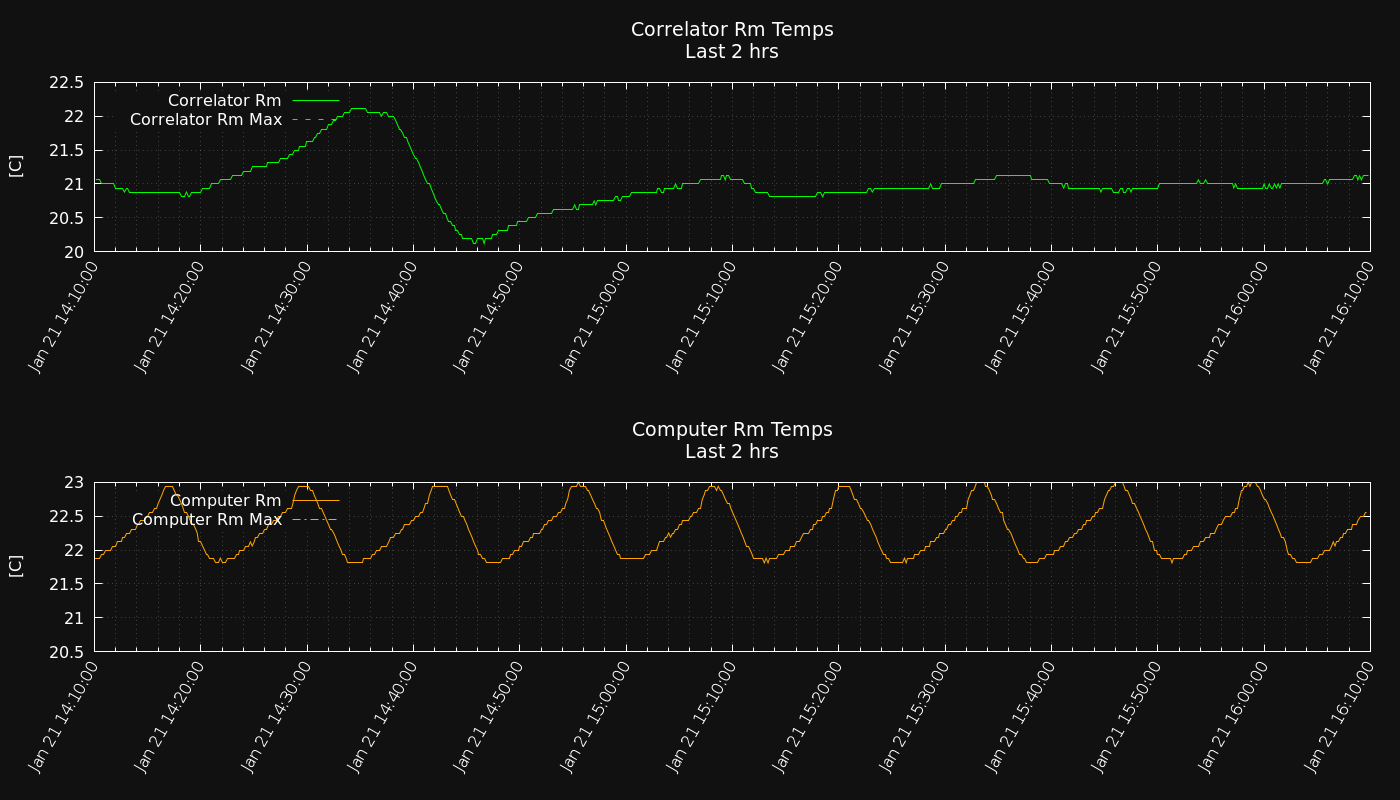 Correlator Rm Temps
Last 2 hrs
22.5
22
21.5
21
20.5
20
[C]
Correlator Rm
Correlator Rm Max
Jan 21 14:10:00
Jan 21 14:20:00
Jan 21 14:30:00
Jan 21 14:40:00
Jan 21 14:50:00
Jan 21 15:00:00
Jan 21 15:10:00
Jan 21 15:20:00
Jan 21 15:30:00
Jan 21 15:40:00
Jan 21 15:50:00
Jan 21 16:00:00
Jan 21 16:10:00
Computer Rm Temps
Last 2 hrs
23
22.5
22
21.5
21
20.5
[C]
Computer Rm
Computer Rm Max
Jan 21 14:10:00
Jan 21 14:20:00
Jan 21 14:30:00
Jan 21 14:40:00
Jan 21 14:50:00
Jan 21 15:00:00
Jan 21 15:10:00
Jan 21 15:20:00
Jan 21 15:30:00
Jan 21 15:40:00
Jan 21 15:50:00
Jan 21 16:00:00
Jan 21 16:10:00